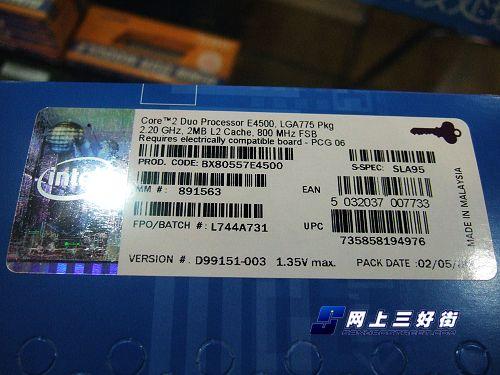 Core™2 Duo Processor E4500, LGA775 Pkg
2.20 GHz, 2MB L2 Cache, 800 MHz FSB
Requires electrically compatible board - PCG 06
PROD. CODE: BX80557E4500
S-SPEC: SLA95
intel
MM #: 891563
EAN
5 032037 007733
FPO/BATCH #: L744A731
UPC
735858194976
MADE IN MALAYSIA
VERSION #: D99151-003 1.35V max.
PACK DATE :02/05/
网上三好街